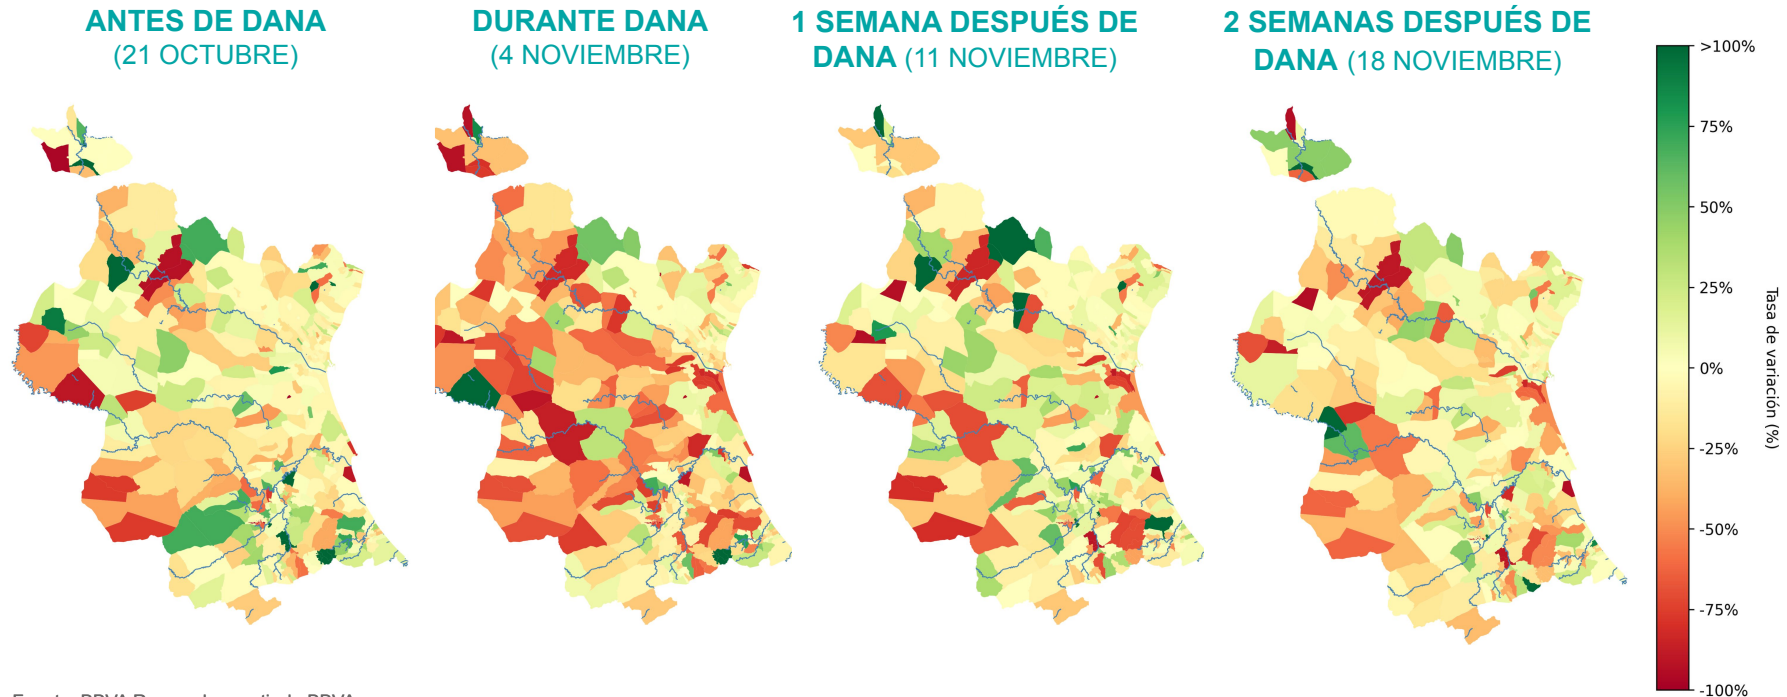 ANTES DE DANA
(21 OCTUBRE)
DURANTE DANA
(4 NOVIEMBRE)
1 SEMANA DESPUÉS DE
DANA (11 NOVIEMBRE)
2 SEMANAS DESPUÉS DE
DANA (18 NOVIEMBRE)
>100%
75%
50%
25%
0%
-25%
-50%
-75%
-100%
Tasa de variación (%)